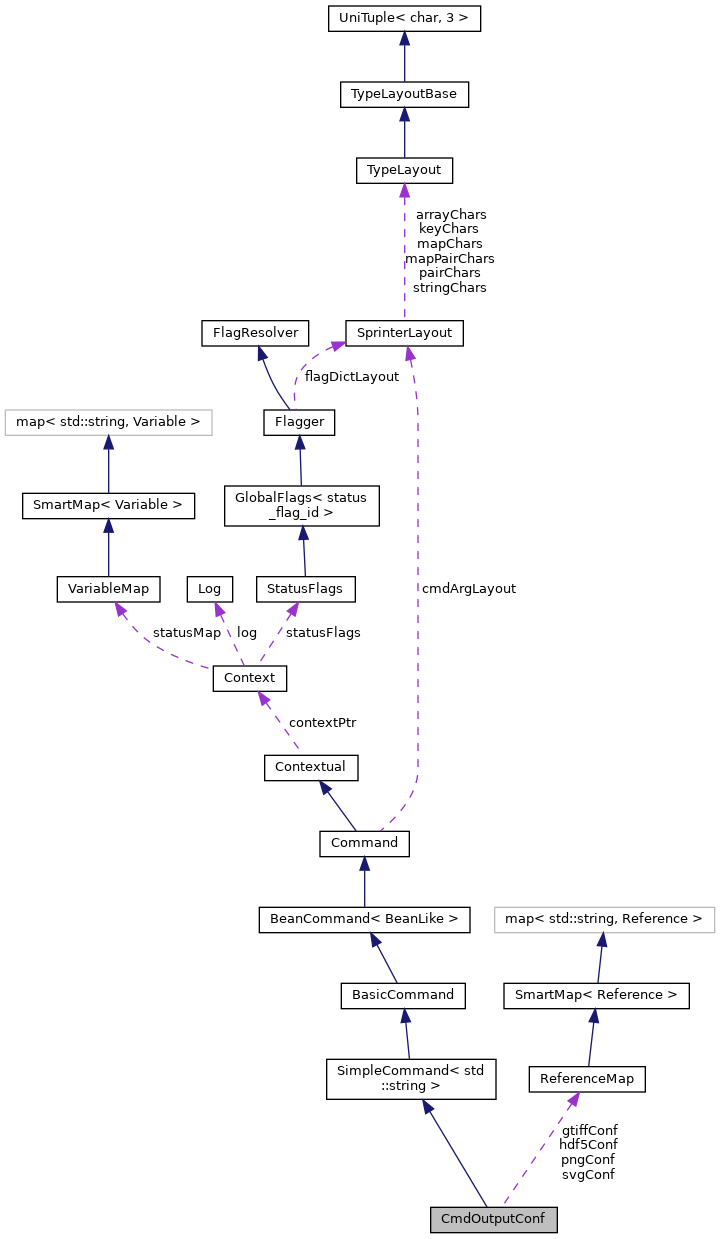 UniTuple< char, 3 >
TypeLayoutBase
TypeLayout
arrayChars
keyChars
mapChars
mapPairChars
pairChars
stringChars
FlagResolver
SprinterLayout
flagDictLayout
map< std::string, Variable >
Flagger
SmartMap< Variable >
GlobalFlags< status
_flag_id >
VariableMap
Log
StatusFlags
cmdArgLayout
statusMap
log
statusFlags
Context
contextPtr
Contextual
Command
BeanCommand< BeanLike >
map< std::string, Reference >
BasicCommand
SmartMap< Reference >
SimpleCommand< std
::string >
ReferenceMap
gtiffConf
hdf5Conf
pngConf
svgConf
CmdOutputConf